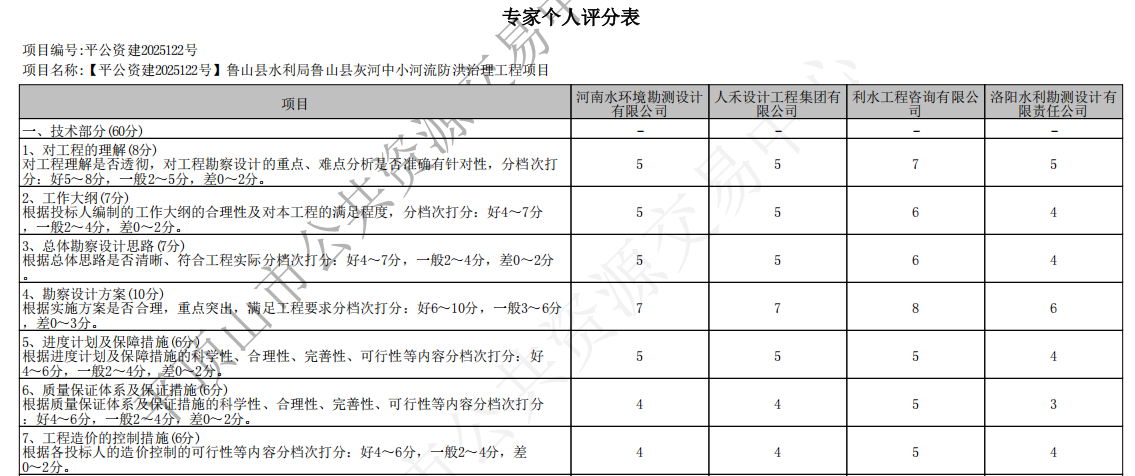 专家个人评分表
项目编号:平公资建2025122号
项目名称:【平公资建2025122号】鲁山县水利局鲁山县灰河中小河流防洪治理工程项目
项目 河南水环境勘测设计有限公司 人禾设计工程集团有限公司 利水工程咨询有限公司 洛阳水利勘测设计有限责任公司
一、技术部分(60分) – – – –
1、对工程的理解(8分)
对工程理解是否透彻，对工程勘察设计的重点、难点分析是否准确有针对性，分档次打
分：好5～8分，一般2～5分，差0～2分。
5 5 7 5
2、工作大纲(7分)
根据投标人编制的工作大纲的合理性及对本工程的满足程度，分档次打分：好4～7分
，一般2～4分，差0～2分。
5 5 6 4
3、总体勘察设计思路(7分)
根据总体思路是否清晰、符合工程实际分档次打分：好4～7分，一般2～4分，差0～2分
。
5 5 6 4
4、勘察设计方案(10分)
根据实施方案是否合理，重点突出，满足工程要求分档次打分：好6～10分，一般3～6分
，差0～3分。
7 7 8 6
5、进度计划及保障措施(6分)
根据进度计划及保障措施的科学性、合理性、完善性、可行性等内容分档次打分：好
4～6分，一般2～4分，差0～2分。
5 5 5 4
6、质量保证体系及保证措施(6分)
根据质量保证体系及保证措施的科学性、合理性、完善性、可行性等内容分档次打分
：好4～6分，一般2～4分，差0～2分。
4 4 5 3
7、工程造价的控制措施(6分)
根据各投标人的造价控制的可行性等内容分档次打分：好4～6分，一般2～4分，差
0～2分。
4 4 5 4
平顶山市公共资源交易中
市公共资源交易中心